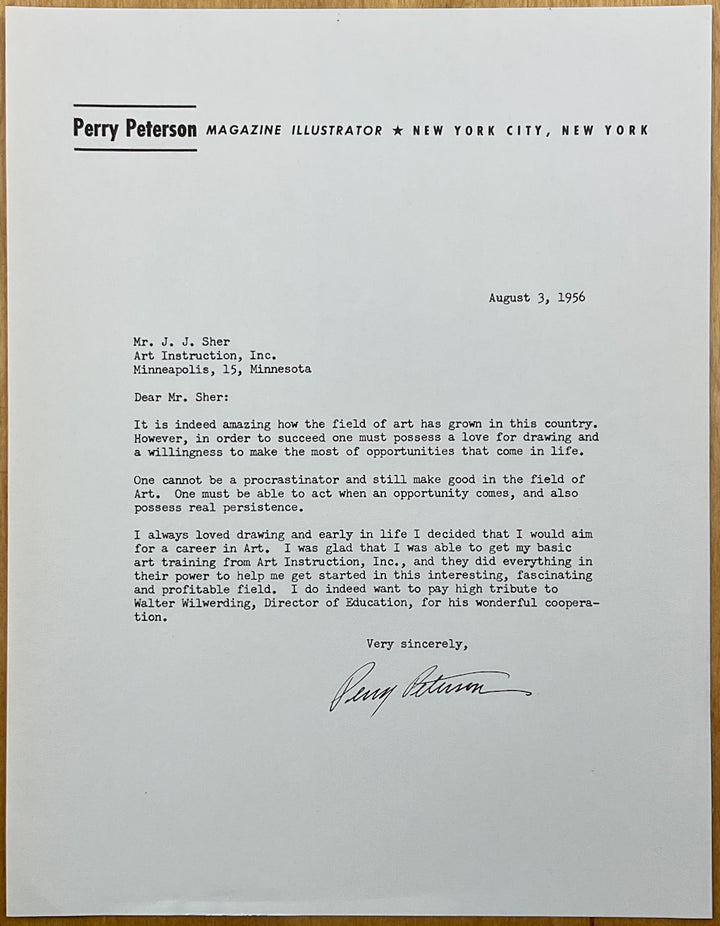 Perry Peterson MAGAZINE ILLUSTRATOR ★ NEW YORK CITY, NEW YORK
August 3, 1956
Mr. J. J. Sher
Art Instruction, Inc.
Minneapolis, 15, Minnesota
Dear Mr. Sher:
It is indeed amazing how the field of art has grown in this country.
However, in order to succeed one must possess a love for drawing and
a willingness to make the most of opportunities that come in life.
One cannot be a procrastinator and still make good in the field of
Art. One must be able to act when an opportunity comes, and also
possess real persistence.
I always loved drawing and early in life I decided that I would aim
for a career in Art. I was glad that I was able to get my basic
art training from Art Instruction, Inc., and they did everything in
their power to help me get started in this interesting, fascinating
and profitable field. I do indeed want to pay high tribute to
Walter Wilwerding, Director of Education, for his wonderful coopera-
tion.
Very sincerely,
Perry Peterson